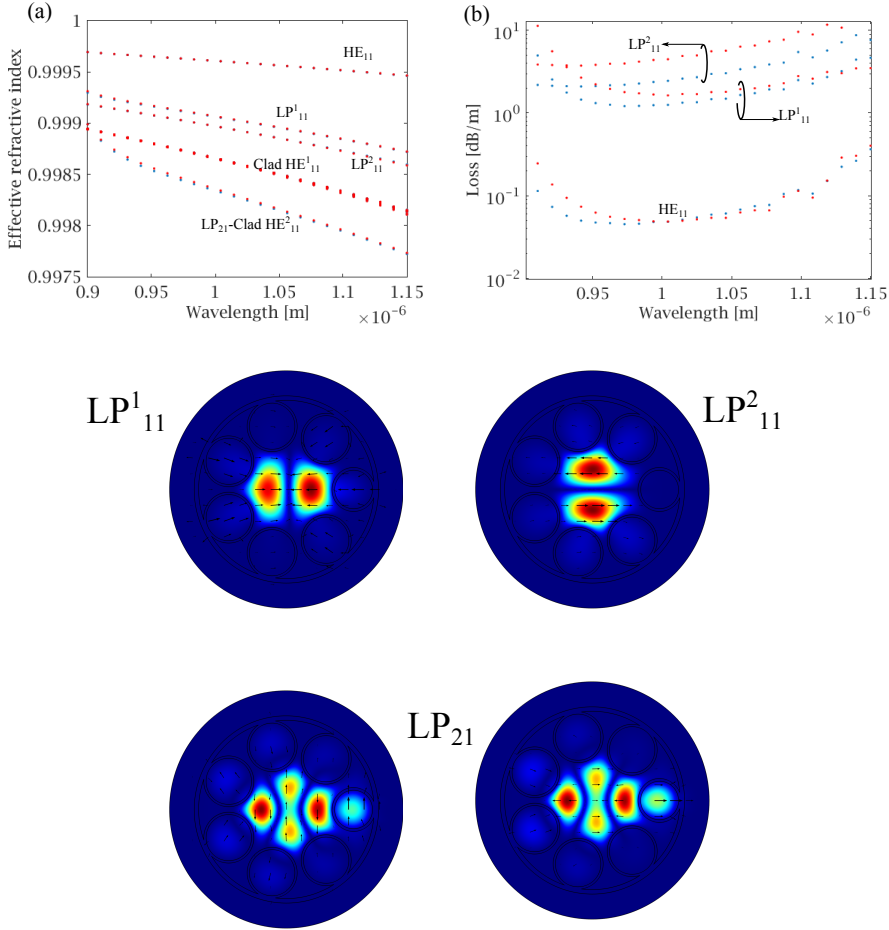 (a)
(b)
Effective refractive index
1
0.9995
0.999
0.9985
0.998
0.9975
HE₁₁
LP¹₁₁
Clad HE¹₁₁
LP²₁₁
LP₂₁-Clad HE²₁₁
0.9
0.95
1
1.05
1.1
1.15
Wavelength [m]
×10⁻⁶
Loss [dB/m]
10¹
10⁰
10⁻¹
10⁻²
LP²₁₁
LP¹₁₁
HE₁₁
0.95
1
1.05
1.1
1.15
Wavelength [m]
×10⁻⁶
LP¹₁₁
LP²₁₁
LP₂₁